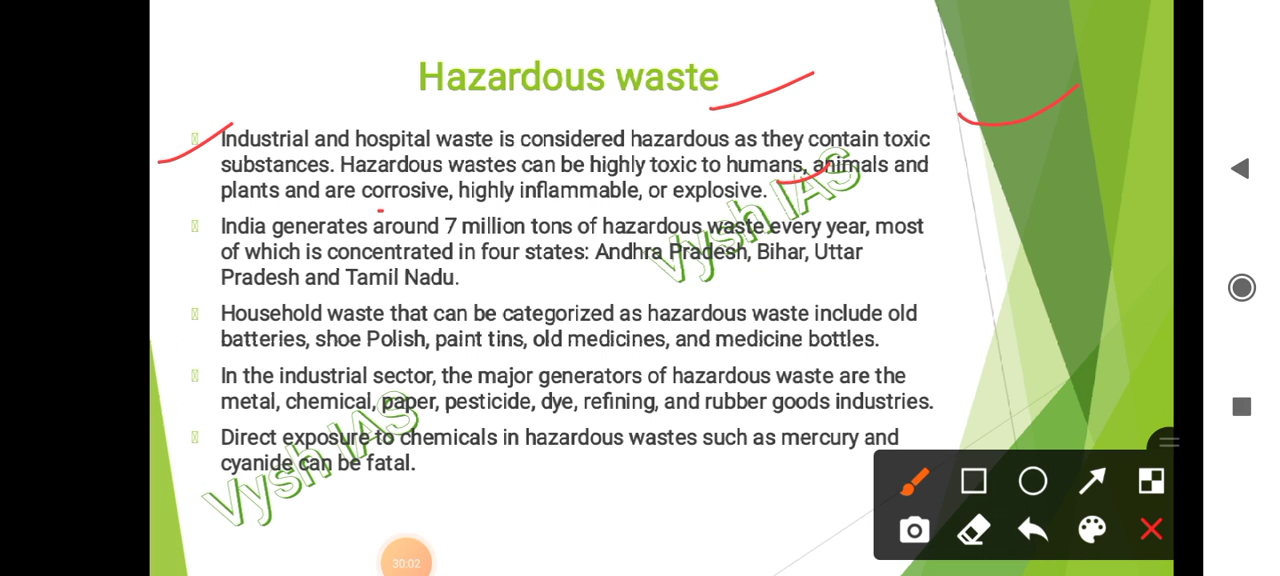 Hazardous waste
Industrial and hospital waste is considered hazardous as they contain toxic
substances. Hazardous wastes can be highly toxic to humans, animals and
plants and are corrosive, highly inflammable, or explosive.
India generates around 7 million tons of hazardous waste every year, most
of which is concentrated in four states: Andhra Pradesh, Bihar, Uttar
Pradesh and Tamil Nadu.
Household waste that can be categorized as hazardous waste include old
batteries, shoe Polish, paint tins, old medicines, and medicine bottles.
In the industrial sector, the major generators of hazardous waste are the
metal, chemical, paper, pesticide, dye, refining, and rubber goods industries.
Direct exposure to chemicals in hazardous wastes such as mercury and
cyanide can be fatal.
Vysh IAS
Vysh IAS
30:02